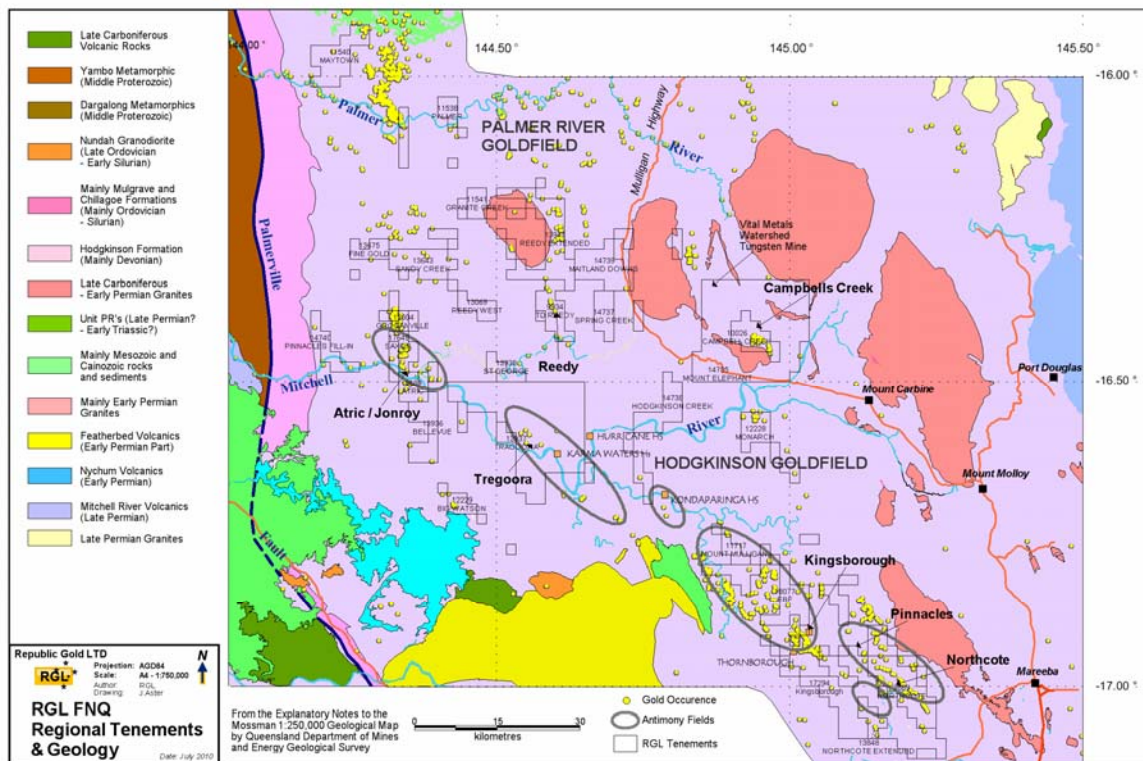 Late Carboniferous
Volcanic Rocks
Yambo Metamorphic
(Middle Proterozoic)
Dargalong Metamorphics
(Middle Proterozoic)
Nundah Granodiorite
(Late Ordovician
- Early Silurian)
Mainly Mulgrave and
Chillagoe Formations
(Mainly Ordovician
- Silurian)
Hodgkinson Formation
(Mainly Devonian)
Late Carboniferous
- Early Permian Granites
Unit PR's (Late Permian?
- Early Triassic?)
Mainly Mesozoic and
Cainozoic rocks
and sediments
Mainly Early Permian
Granites
Featherbed Volcanics
(Early Permian Part)
Nychum Volcanics
(Early Permian)
Mitchell River Volcanics
(Late Permian)
Late Permian Granites
Republic Gold LTD
RGL
Projection: AGD84
Scale: A4 - 1:750,000
Author: RGL
Drawing: J.Aster
N
RGL FNQ
Regional Tenements
& Geology
Date: July 2010
144.00 °
144.50 °
145.00 °
145.50 °
-16.00 °
-16.50 °
-17.00 °
11540
MAYTOWN
Palmer
11538
PALMER
PALMER RIVER
GOLDFIELD
River
Mulligan
Highway
Palmerville
Fault
11541
GRANITE CREEK
REEDY EXTENDED
FINE GOLD
SANDY CREEK
14739
MAITLAND DOWNS
Vital Metals
Watershed
Tungsten Mine
Campbells Creek
REEDY WEST
14737
SPRING CREEK
14740
PINNACLES FILL-IN
10026
Reedy
ST GEORGE
MOUNT ELEPHANT
Mitchell
River
Atric / Jonroy
BELLEVUE
HODGKINSON CREEK
12228
MONARCH
HURRICANE HS
KARMA WATERS HS
Tregoora
HODGKINSON GOLDFIELD
KONDAPARINGA HS
Mount Carbine
Port Douglas
Mount Molloy
MOUNT MULLIGAN
Kingsborough
Pinnacles
Northcote
THORNBOROUGH
Kingsborough
Mareeba
NORTHCOTE EXTENDED
From the Explanatory Notes to the
Mossman 1:250,000 Geological Map
by Queensland Department of Mines
and Energy Geological Survey
0 15 30
kilometres
Gold Occurence
Antimony Fields
RGL Tenements